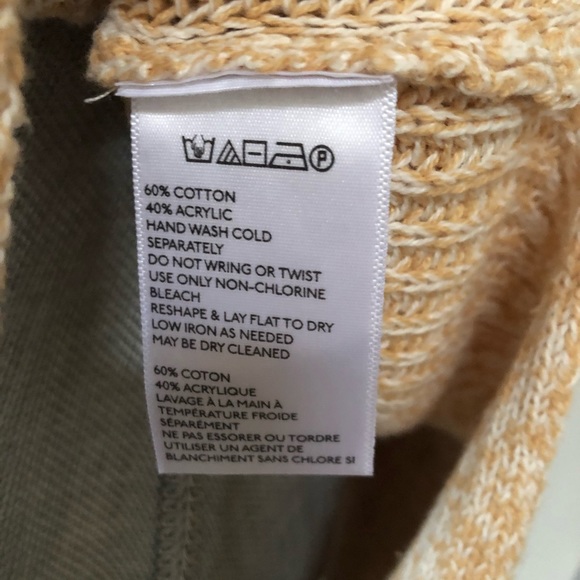 P
60% COTTON
40% ACRYLIC
HAND WASH COLD
SEPARATELY
DO NOT WRING OR TWIST
USE ONLY NON-CHLORINE
BLEACH
RESHAPE & LAY FLAT TO DRY
LOW IRON AS NEEDED
MAY BE DRY CLEANED
60% COTON
40% ACRYLIQUE
LAVAGE À LA MAIN À
TEMPÉRATURE FROIDE
SÉPARÉMENT
NE PAS ESSORER OU TORDRE
UTILISER UN AGENT DE
BLANCHIMENT SANS CHLORE SI